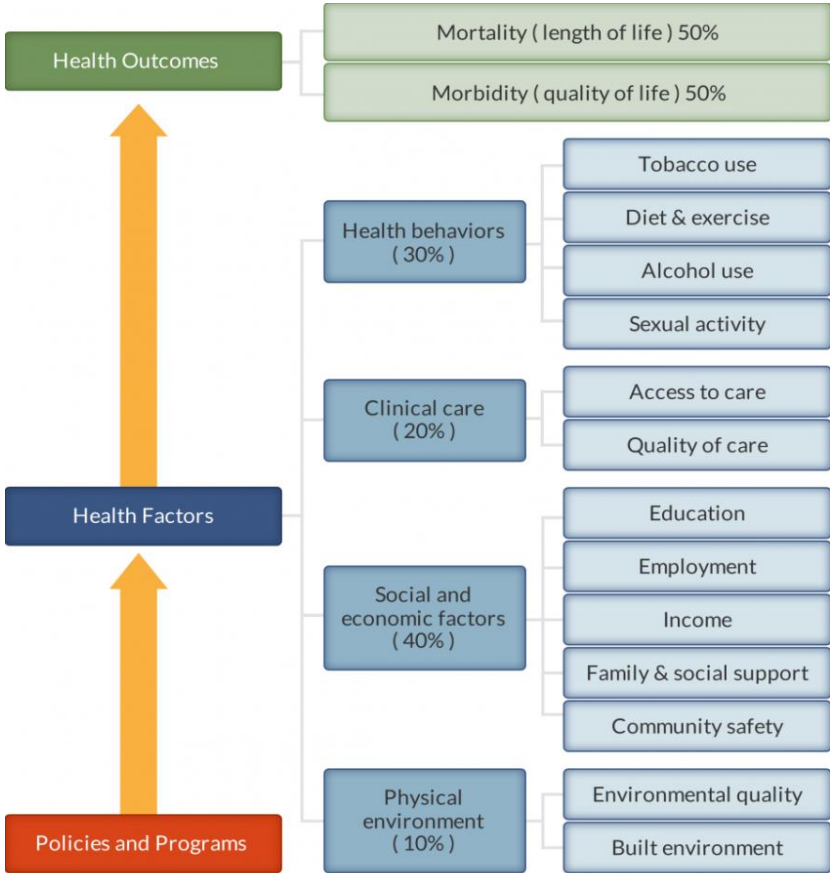 Health Outcomes
Mortality ( length of life ) 50%
Morbidity ( quality of life ) 50%
Health Factors
Health behaviors
( 30% )
Tobacco use
Diet & exercise
Alcohol use
Sexual activity
Clinical care
( 20% )
Access to care
Quality of care
Social and
economic factors
( 40% )
Education
Employment
Income
Family & social support
Community safety
Physical
environment
( 10% )
Environmental quality
Built environment
Policies and Programs